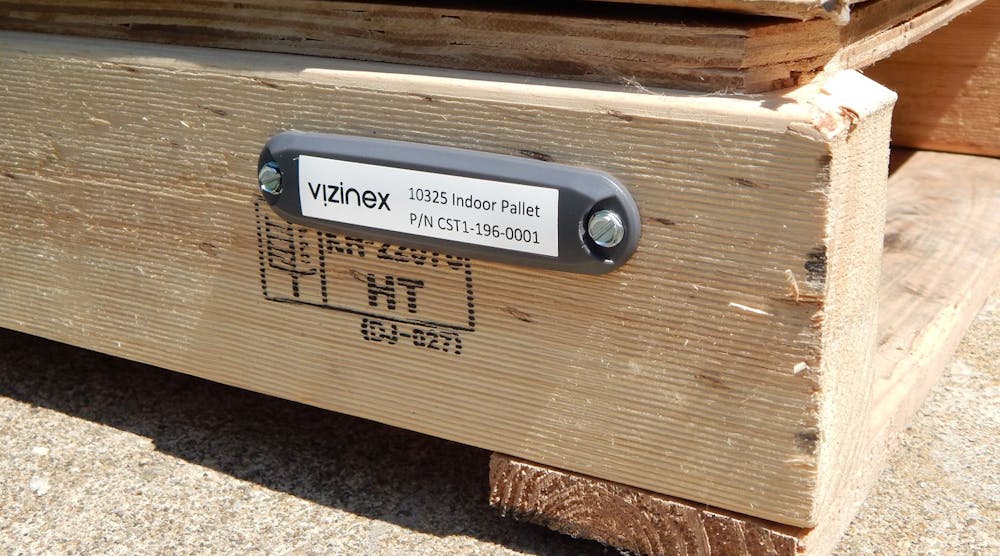 vizinex
10325 Indoor Pallet
P/N CST1-196-0001
HT
(DJ-027)